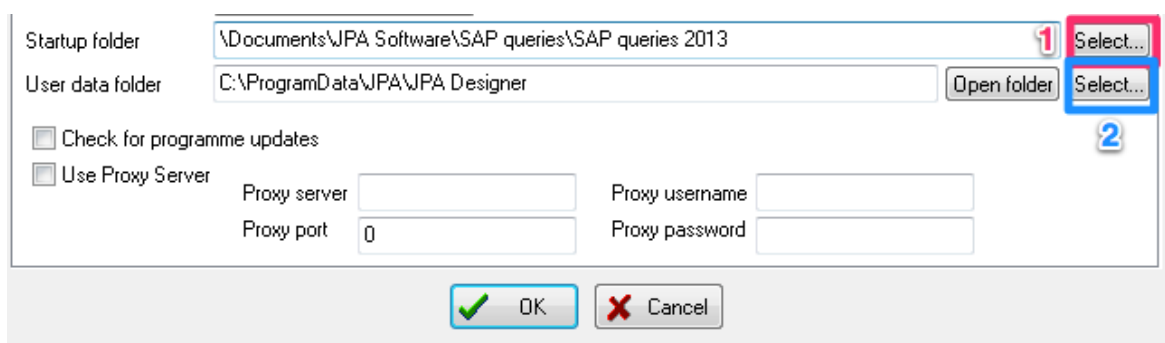 Startup folder \Documents\JPA Software\SAP queries\SAP queries 2013 1 Select...
User data folder C:\ProgramData\JPA\JPA Designer Open folder Select...
Check for programme updates 2
Use Proxy Server
Proxy server Proxy username
Proxy port 0 Proxy password
OK Cancel